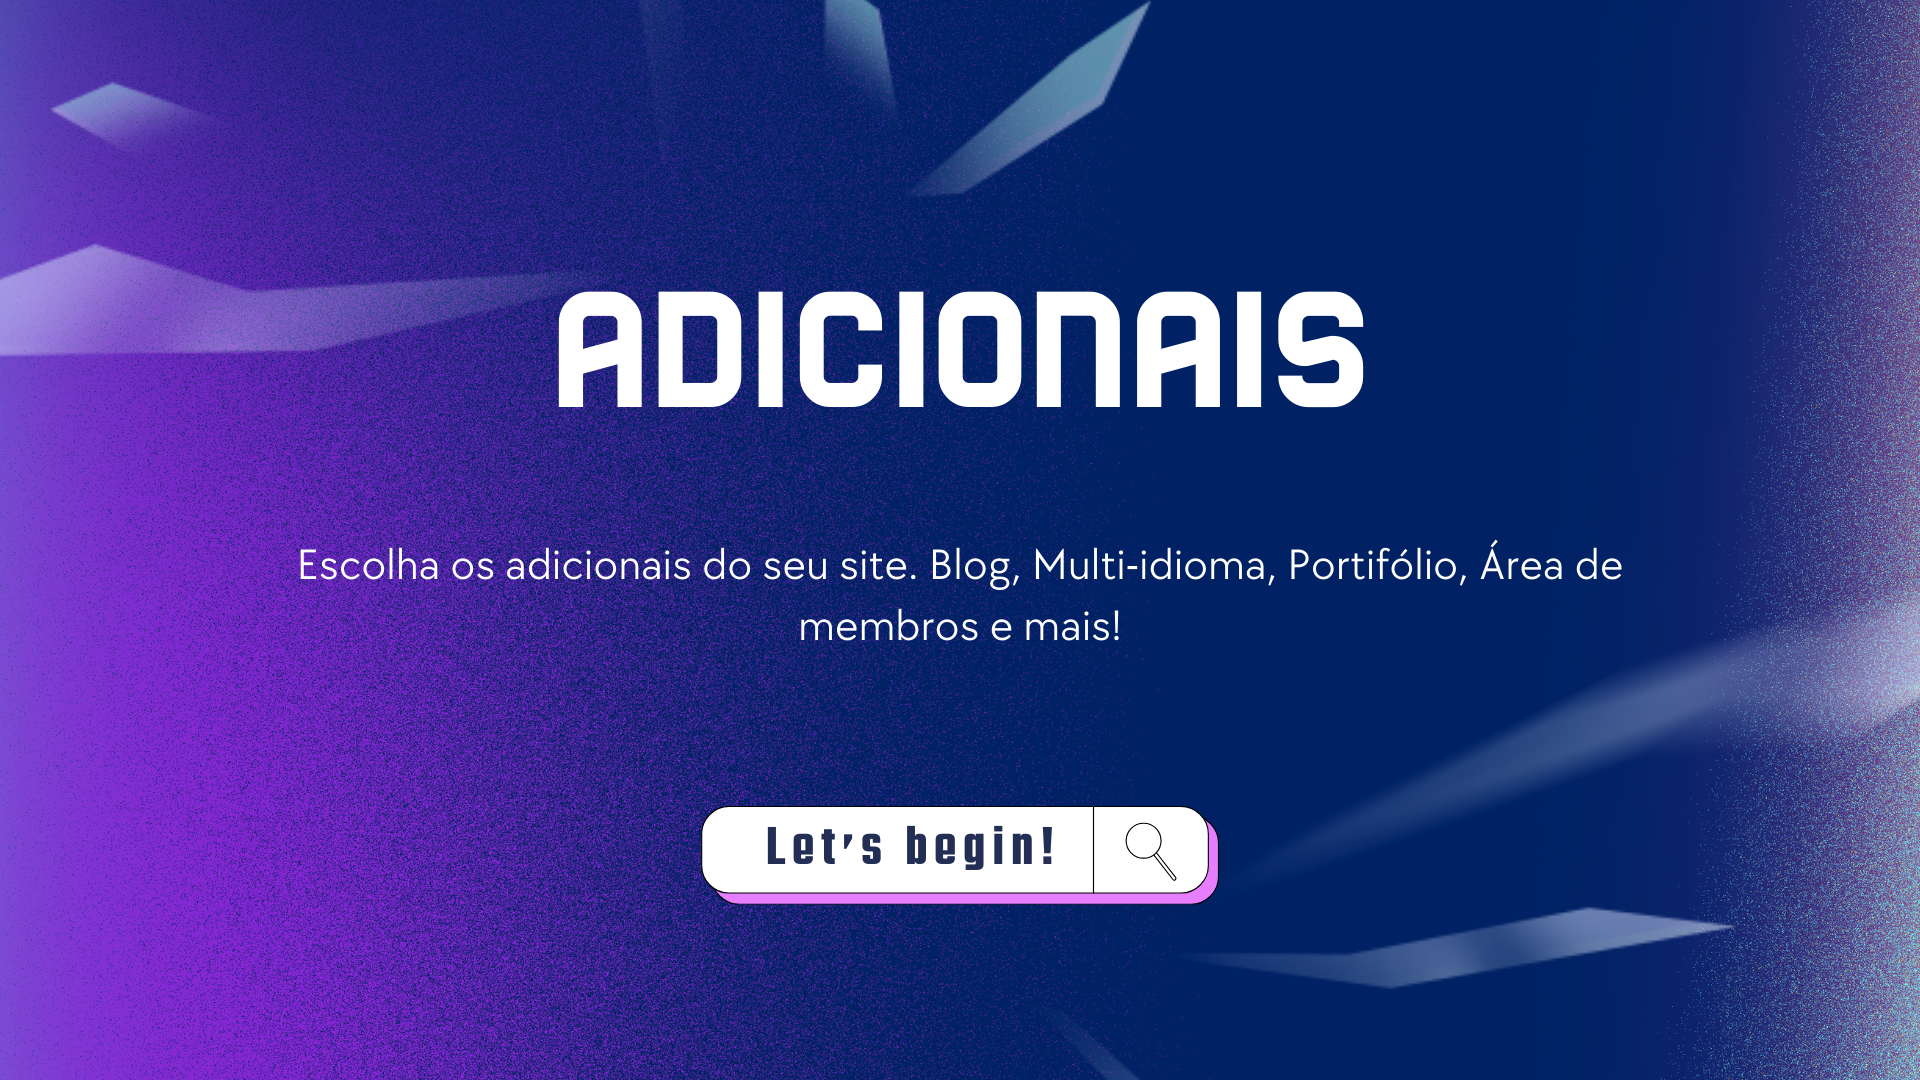 ADICIONAIS
Escolha os adicionais do seu site. Blog, Multi-idioma, Portifólio, Área de
membros e mais!
Let's begin!